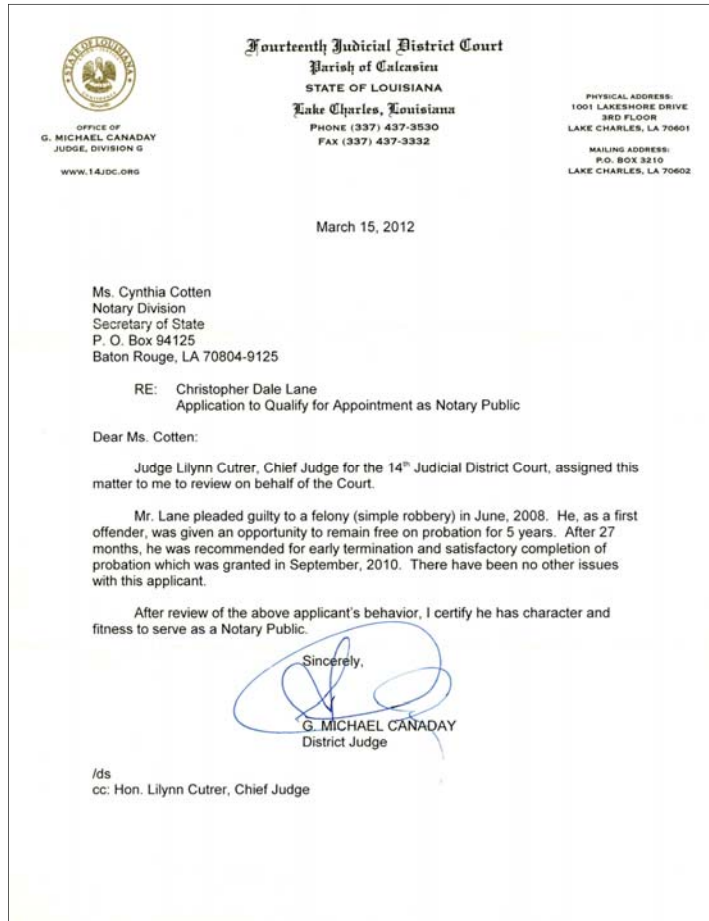 STATE OF LOUISIANA
OFFICE OF
G. MICHAEL CANADAY
JUDGE, DIVISION G
WWW.14JDC.ORG
Fourteenth Judicial District Court
Parish of Calcasieu
STATE OF LOUISIANA
Lake Charles, Louisiana
PHONE (337) 437-3530
FAX (337) 437-3332
PHYSICAL ADDRESS:
1001 LAKESHORE DRIVE
3RD FLOOR
LAKE CHARLES, LA 70601
MAILING ADDRESS:
P.O. BOX 3210
LAKE CHARLES, LA 70602
March 15, 2012
Ms. Cynthia Cotten
Notary Division
Secretary of State
P. O. Box 94125
Baton Rouge, LA 70804-9125
RE: Christopher Dale Lane
Application to Qualify for Appointment as Notary Public
Dear Ms. Cotten:
Judge Lilynn Cutrer, Chief Judge for the 14th Judicial District Court, assigned this
matter to me to review on behalf of the Court.
Mr. Lane pleaded guilty to a felony (simple robbery) in June, 2008. He, as a first
offender, was given an opportunity to remain free on probation for 5 years. After 27
months, he was recommended for early termination and satisfactory completion of
probation which was granted in September, 2010. There have been no other issues
with this applicant.
After review of the above applicant's behavior, I certify he has character and
fitness to serve as a Notary Public.
Sincerely,
G. MICHAEL CANADAY
District Judge
/ds
cc: Hon. Lilynn Cutrer, Chief Judge